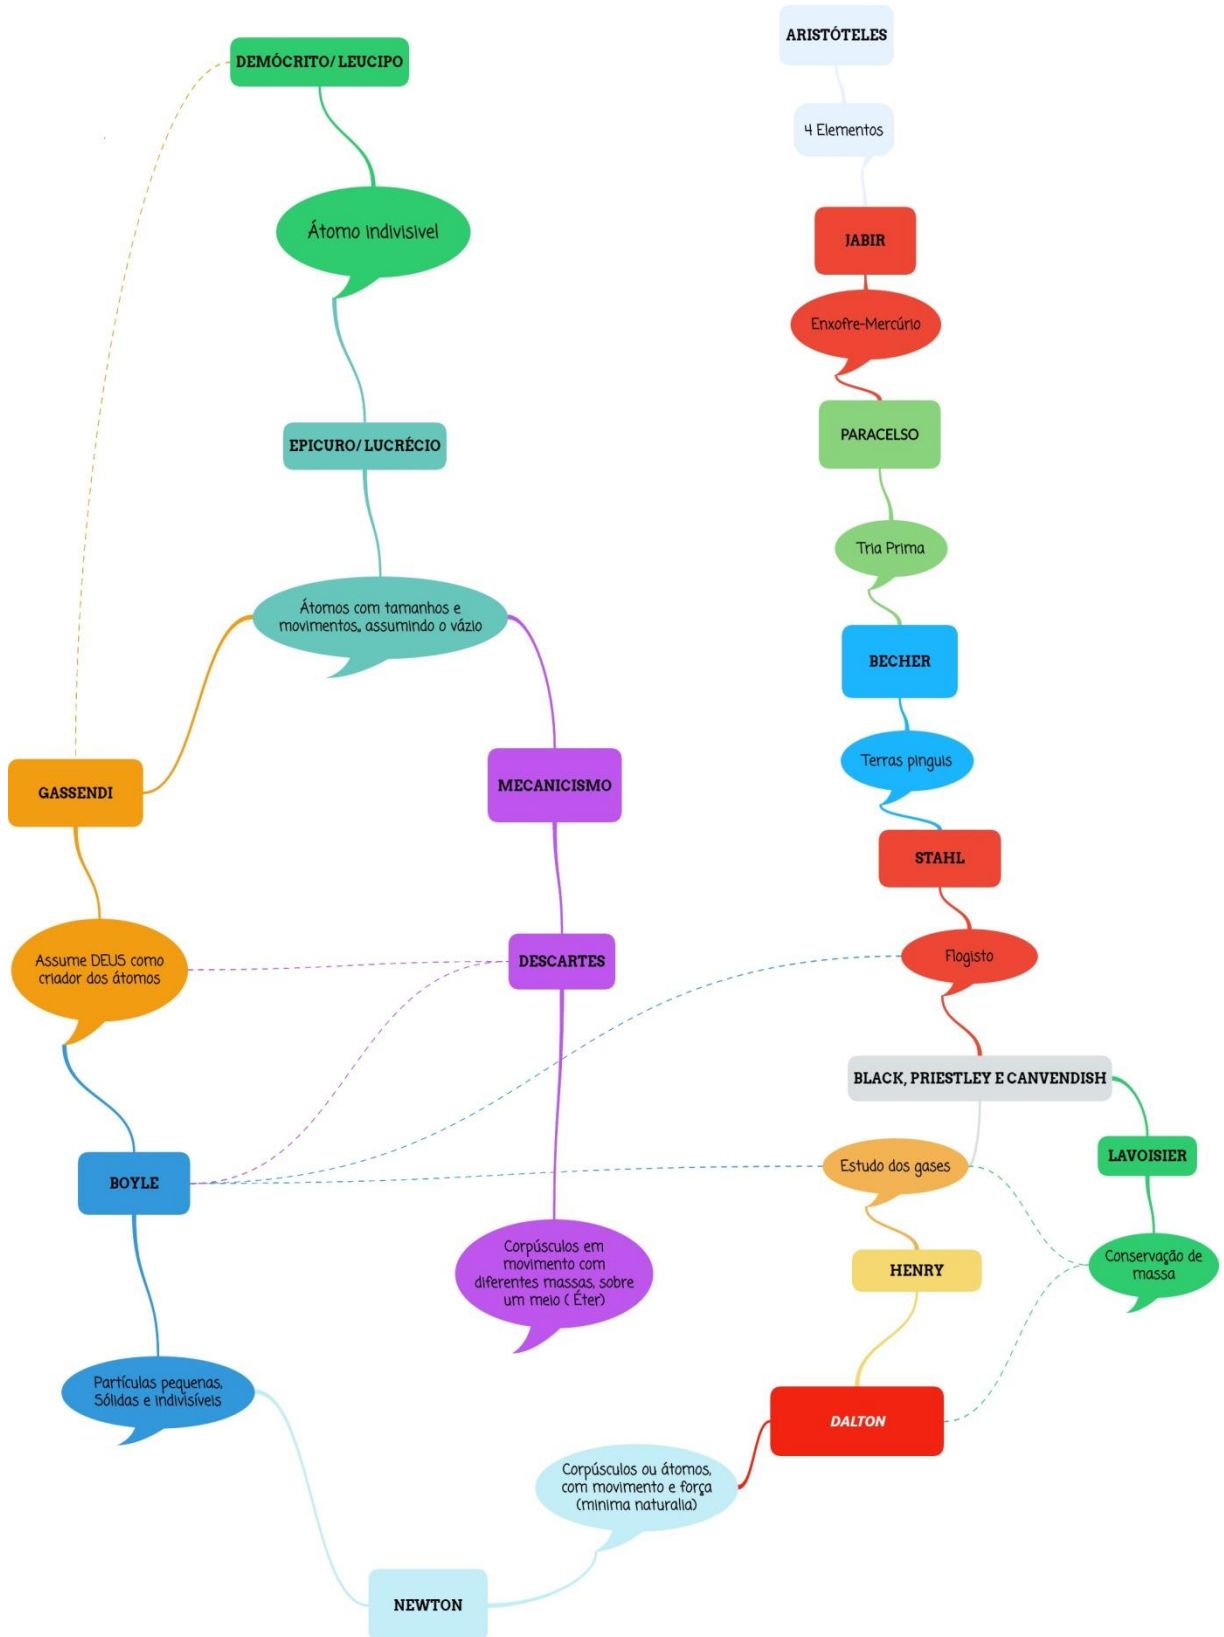 ARISTÓTELES
DEMÓCRITO/ LEUCIPO
4 Elementos
Átomo indivisivel
JABIR
Enxofre-Mercúrio
PARACELSO
EPICURO/ LUCRÉCIO
Tria Prima
Átomos com tamanhos e
movimentos,, assumindo o vázio
BECHER
Terras pinguis
MECANICISMO
GASSENDI
STAHL
Assume DEUS como
criador dos átomos
DESCARTES
Flogisto
BLACK, PRIESTLEY E CANVENDISH
LAVOISIER
Estudo dos gases
BOYLE
Corpúsculos em
movimento com
diferentes massas, sobre
um meio ( Éter)
Conservação de
massa
HENRY
Partículas pequenas,
Sólidas e indivisíveis
DALTON
Corpúsculos ou átomos,
com movimento e força
(minima naturalia)
NEWTON